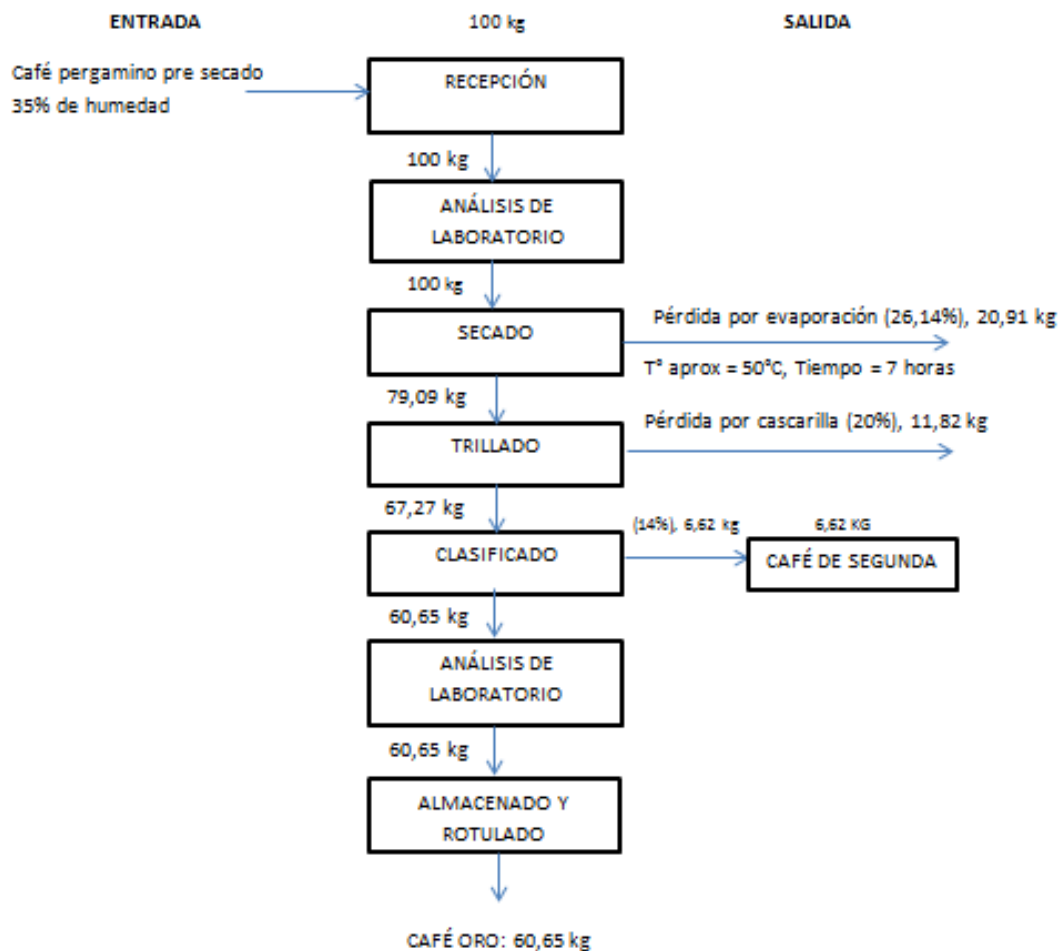 ENTRADA
100 kg
SALIDA
Café pergamino pre secado
35% de humedad
RECEPCIÓN
100 kg
ANÁLISIS DE
LABORATORIO
100 kg
SECADO
Pérdida por evaporación (26,14%), 20,91 kg
Tª aprox = 50°C, Tiempo = 7 horas
79,09 kg
TRILLADO
Pérdida por cascarilla (20%), 11,82 kg
67,27 kg
CLASIFICADO
(14%), 6,62 kg
6,62 KG
CAFÉ DE SEGUNDA
60,65 kg
ANÁLISIS DE
LABORATORIO
60,65 kg
ALMACENADO Y
ROTULADO
CAFÉ ORO: 60,65 kg